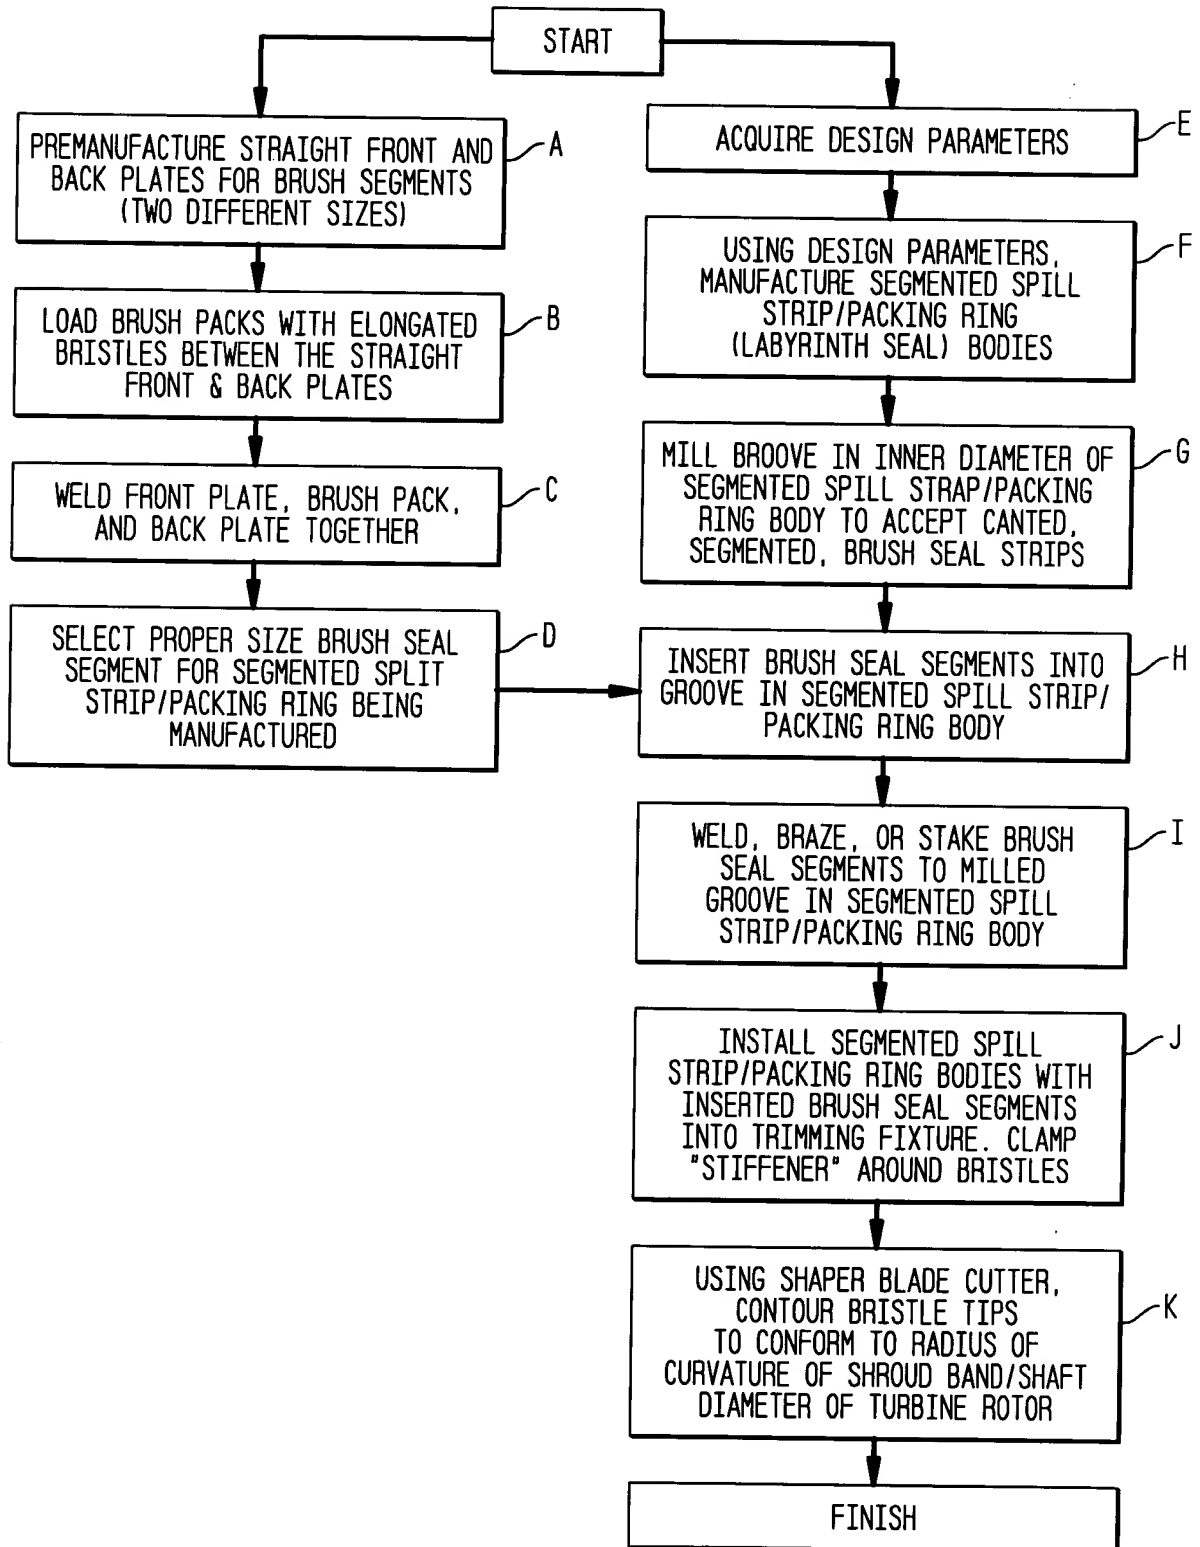 START
PREMANUFACTURE STRAIGHT FRONT AND
BACK PLATES FOR BRUSH SEGMENTS
(TWO DIFFERENT SIZES)
A
LOAD BRUSH PACKS WITH ELONGATED
BRISTLES BETWEEN THE STRAIGHT
FRONT & BACK PLATES
B
WELD FRONT PLATE, BRUSH PACK,
AND BACK PLATE TOGETHER
C
SELECT PROPER SIZE BRUSH SEAL
SEGMENT FOR SEGMENTED SPLIT
STRIP/PACKING RING BEING
MANUFACTURED
D
ACQUIRE DESIGN PARAMETERS
E
USING DESIGN PARAMETERS,
MANUFACTURE SEGMENTED SPILL
STRIP/PACKING RING
(LABYRINTH SEAL) BODIES
F
MILL BROOVE IN INNER DIAMETER OF
SEGMENTED SPILL STRAP/PACKING
RING BODY TO ACCEPT CANTED,
SEGMENTED, BRUSH SEAL STRIPS
G
INSERT BRUSH SEAL SEGMENTS INTO
GROOVE IN SEGMENTED SPILL STRIP/
PACKING RING BODY
H
WELD, BRAZE, OR STAKE BRUSH
SEAL SEGMENTS TO MILLED
GROOVE IN SEGMENTED SPILL
STRIP/PACKING RING BODY
I
INSTALL SEGMENTED SPILL
STRIP/PACKING RING BODIES WITH
INSERTED BRUSH SEAL SEGMENTS
INTO TRIMMING FIXTURE. CLAMP
"STIFFENER" AROUND BRISTLES
J
USING SHAPER BLADE CUTTER,
CONTOUR BRISTLE TIPS
TO CONFORM TO RADIUS OF
CURVATURE OF SHROUD BAND/SHAFT
DIAMETER OF TURBINE ROTOR
K
FINISH